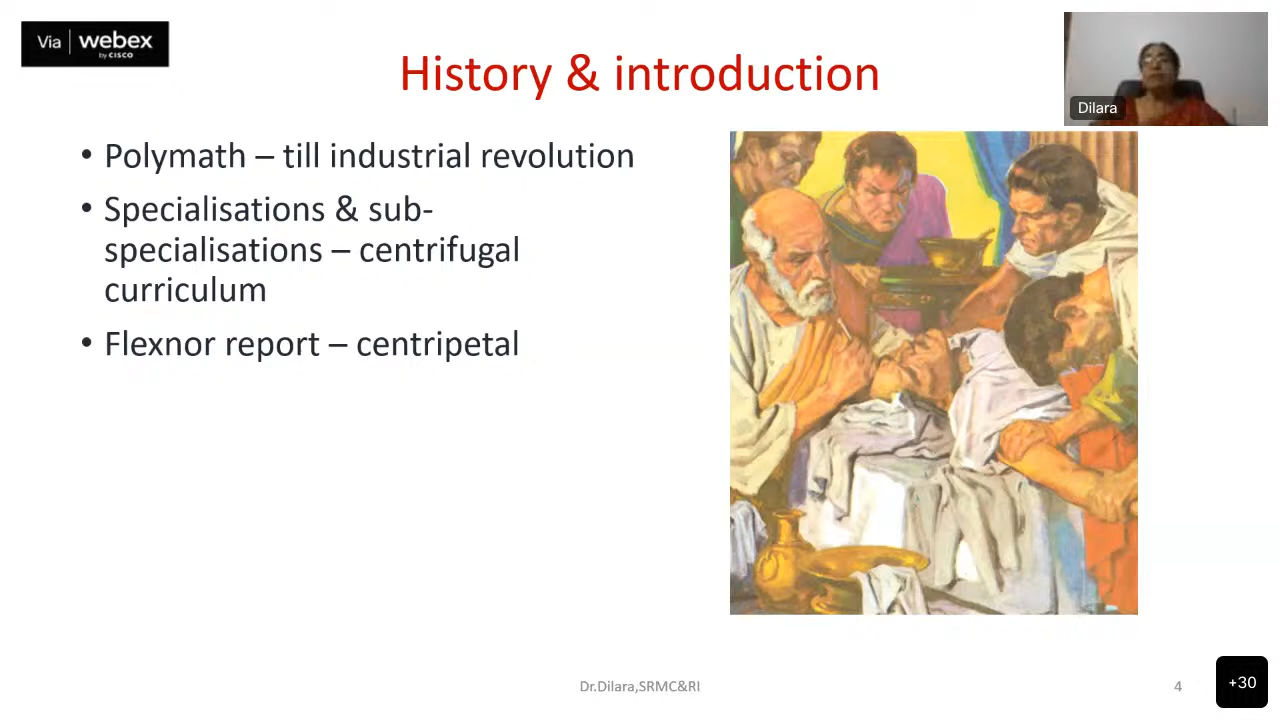 Via | webex
by CISCO
History & introduction
Dilara
• Polymath – till industrial revolution
• Specialisations & sub-
specialisations – centrifugal
curriculum
• Flexnor report – centripetal
Dr.Dilara,SRMC&RI
4
+30